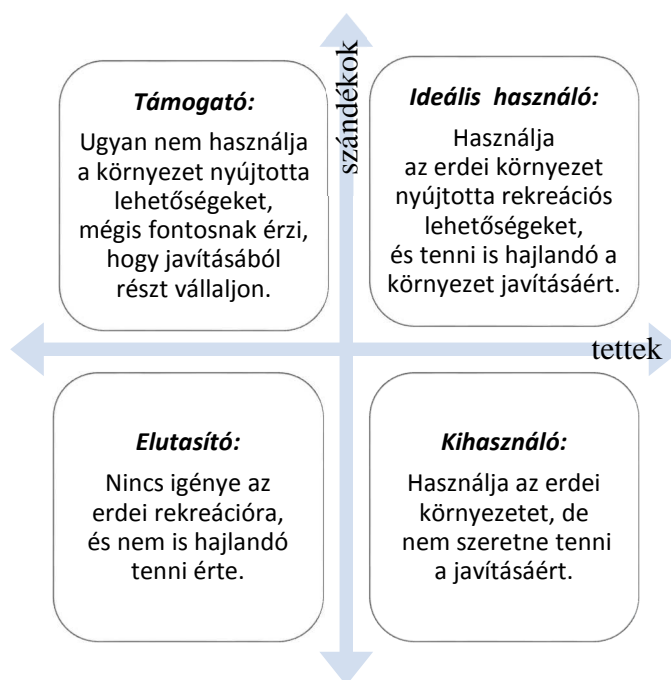 szándékok
Támogató:
Ugyan nem használja
a környezet nyújtotta
lehetőségeket,
mégis fontosnak érzi,
hogy javításából
részt vállaljon.
Ideális használó:
Használja
az erdei környezet
nyújtotta rekreációs
lehetőségeket,
és tenni is hajlandó a
környezet javításáért.
tettek
Elutasító:
Nincs igénye az
erdei rekreációra,
és nem is hajlandó
tenni érte.
Kihasználó:
Használja az erdei
környezetet, de
nem szeretne tenni
a javításáért.